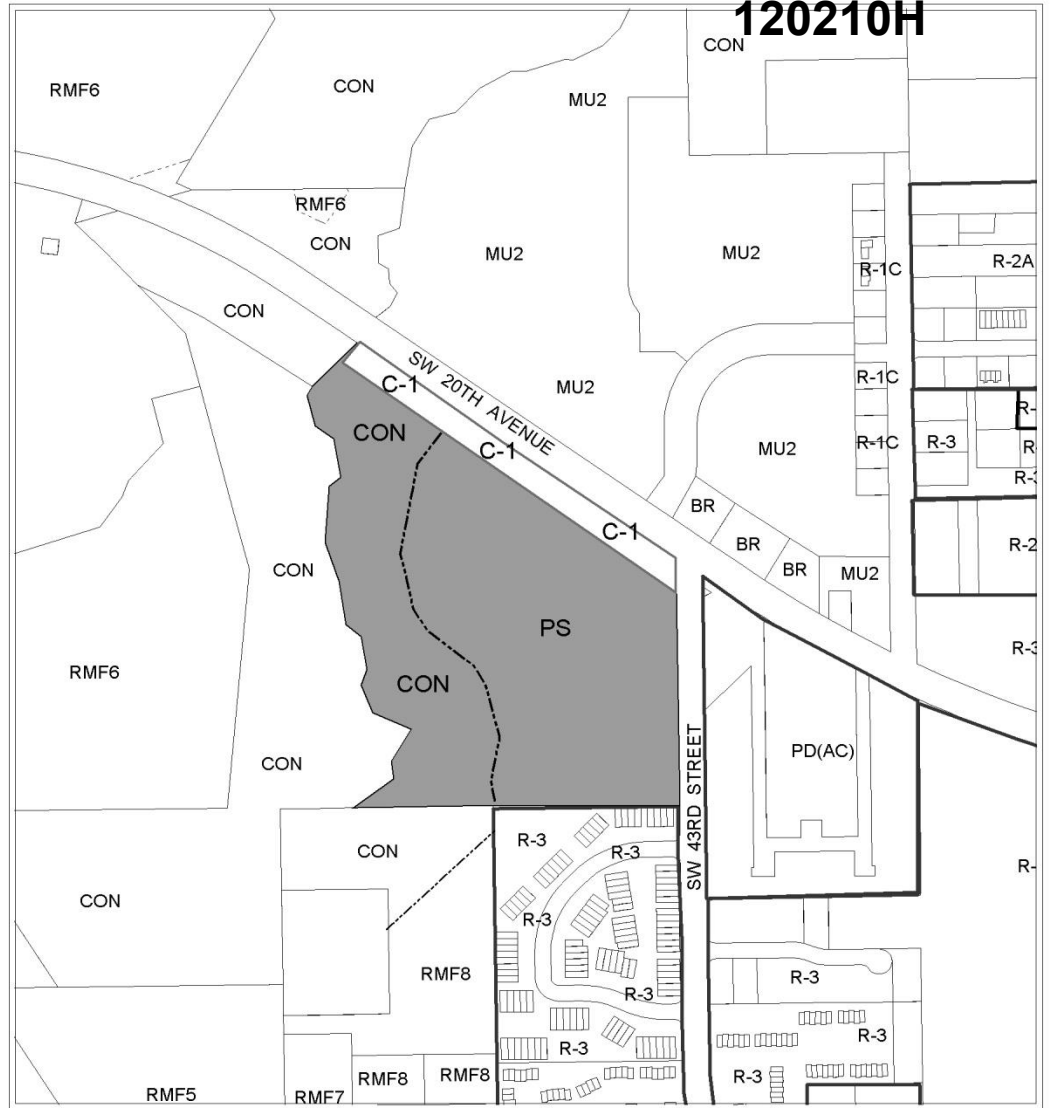 120210H
CON
RMF6
CON
MU2
RMF6
CON
MU2
MU2
R-1C
R-2A
CON
SW 20TH AVENUE
C-1
MU2
R-1C
CON
C-1
MU2
R-1C
R-3
C-1
BR
BR
BR
MU2
R-2
CON
PS
R-3
RMF6
CON
CON
PD(AC)
SW 43RD STREET
CON
R-3
R-3
CON
R-3
RMF8
R-3
R-3
R-3
R-3
RMF8
RMF8
R-3
RMF5
RMF7